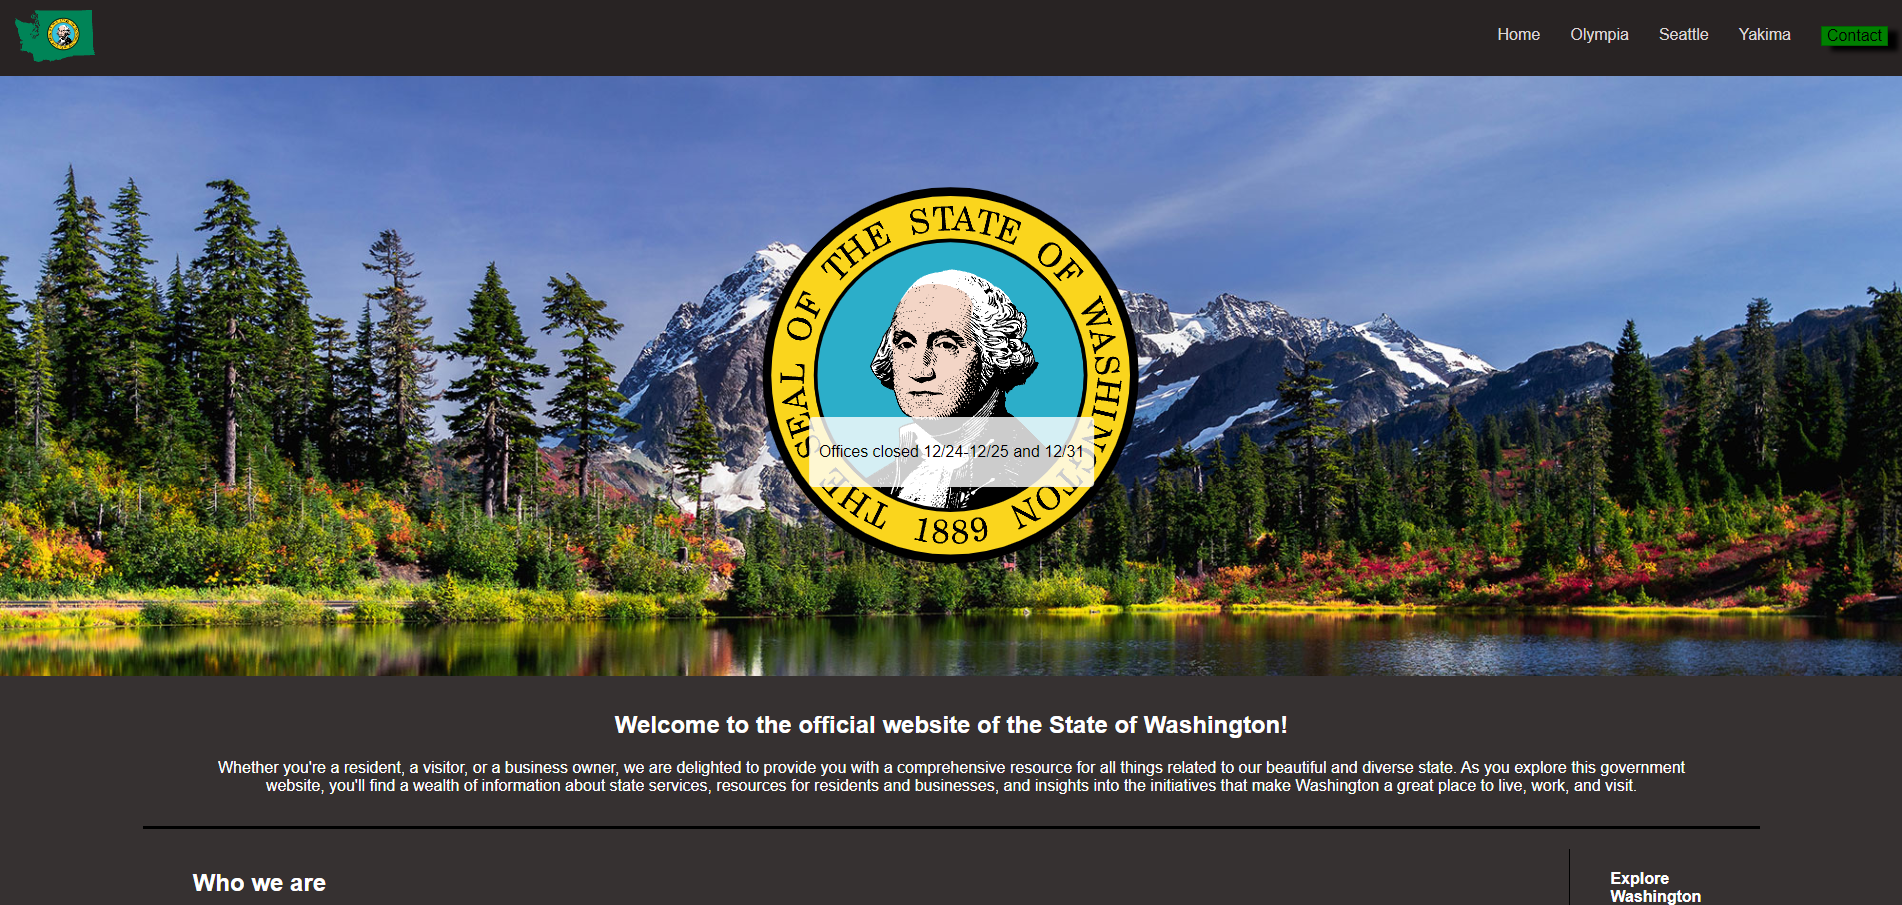 Home Olympia Seattle Yakima Contact
THE SEAL OF THE STATE OF WASHINGTON
Offices closed 12/24-12/25 and 12/31
1889
Welcome to the official website of the State of Washington!
Whether you're a resident, a visitor, or a business owner, we are delighted to provide you with a comprehensive resource for all things related to our beautiful and diverse state. As you explore this government
website, you'll find a wealth of information about state services, resources for residents and businesses, and insights into the initiatives that make Washington a great place to live, work, and visit.
Who we are
Explore
Washington